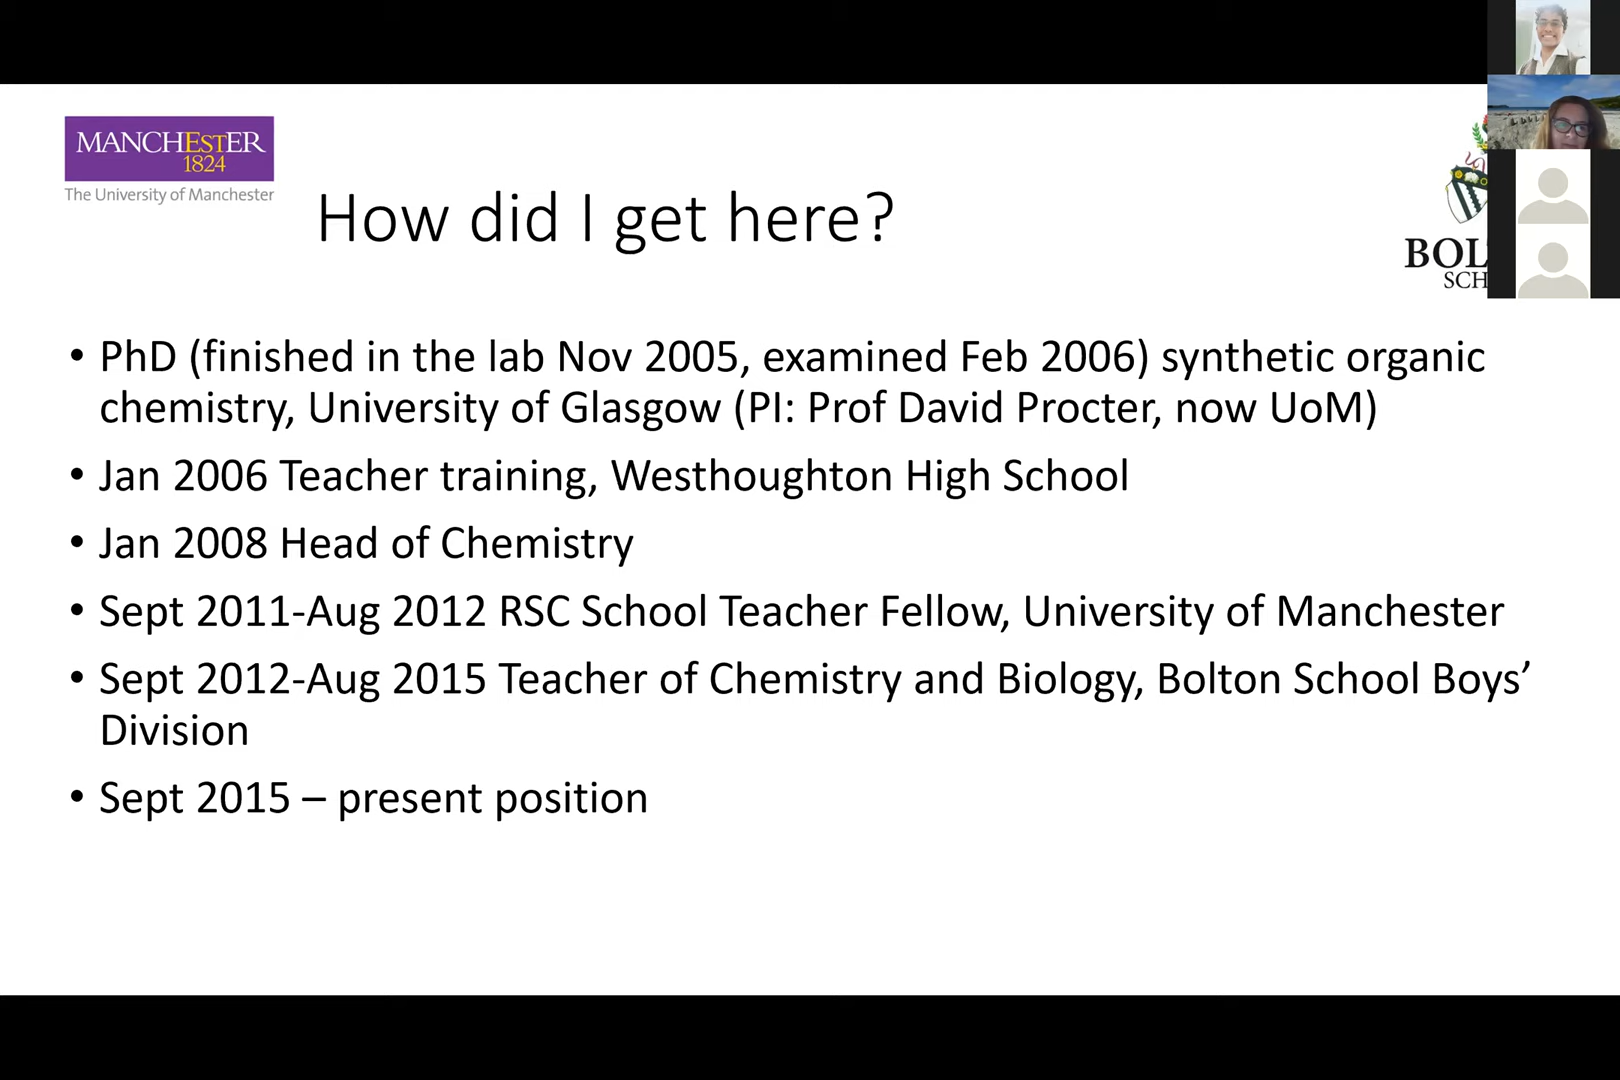 MANCHESTER
1824
The University of Manchester
How did I get here?
• PhD (finished in the lab Nov 2005, examined Feb 2006) synthetic organic
chemistry, University of Glasgow (PI: Prof David Procter, now UoM)
• Jan 2006 Teacher training, Westhoughton High School
• Jan 2008 Head of Chemistry
• Sept 2011-Aug 2012 RSC School Teacher Fellow, University of Manchester
• Sept 2012-Aug 2015 Teacher of Chemistry and Biology, Bolton School Boys’
Division
• Sept 2015 – present position